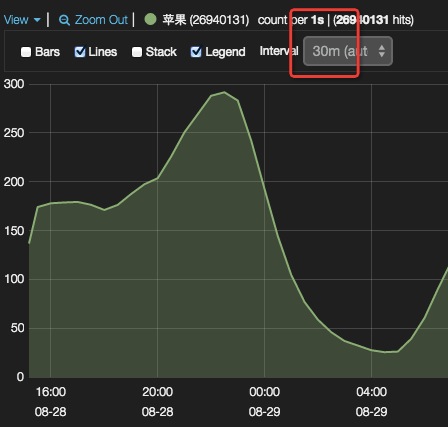 View Zoom Out 苹果 (26940131) count per 1s | (26940131 hits)
Bars Lines Stack Legend Interval 30m (aut
300
250
200
150
100
50
0
16:00 20:00 00:00 04:00
08-28 08-28 08-29 08-29